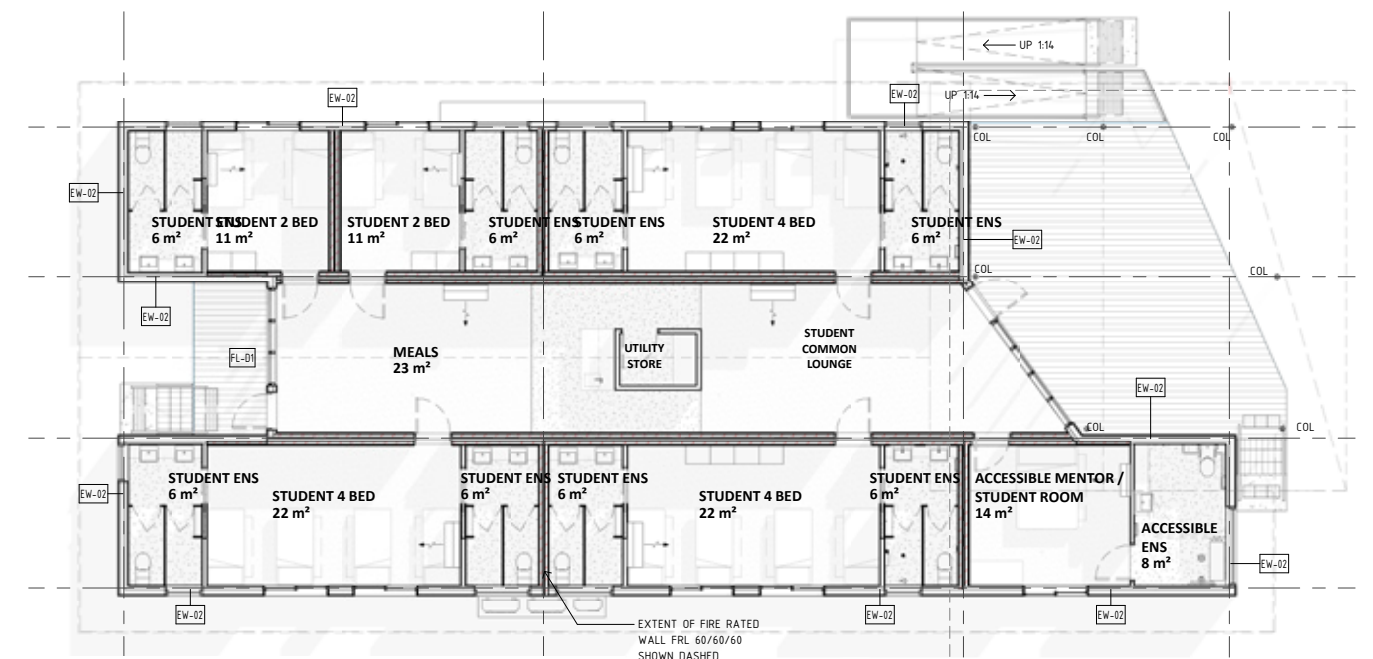 UP 1:14
EW-02
EW-02
UP 1:14
COL
COL
COL
EW-02
STUDENT ENS
6 m²
STUDENT 2 BED
11 m²
STUDENT 2 BED
11 m²
STUDENT ENS
6 m²
STUDENT ENS
6 m²
STUDENT 4 BED
22 m²
STUDENT ENS
6 m²
EW-02
COL
COL
EW-02
FL-D1
MEALS
23 m²
UTILITY
STORE
STUDENT
COMMON
LOUNGE
EW-02
COL
COL
EW-02
STUDENT ENS
6 m²
STUDENT 4 BED
22 m²
STUDENT ENS
6 m²
STUDENT ENS
6 m²
STUDENT 4 BED
22 m²
STUDENT ENS
6 m²
ACCESSIBLE MENTOR /
STUDENT ROOM
14 m²
ACCESSIBLE
ENS
8 m²
EW-02
EW-02
EW-02
EW-02
EXTENT OF FIRE RATED
WALL FRL 60/60/60
SHOWN DASHED